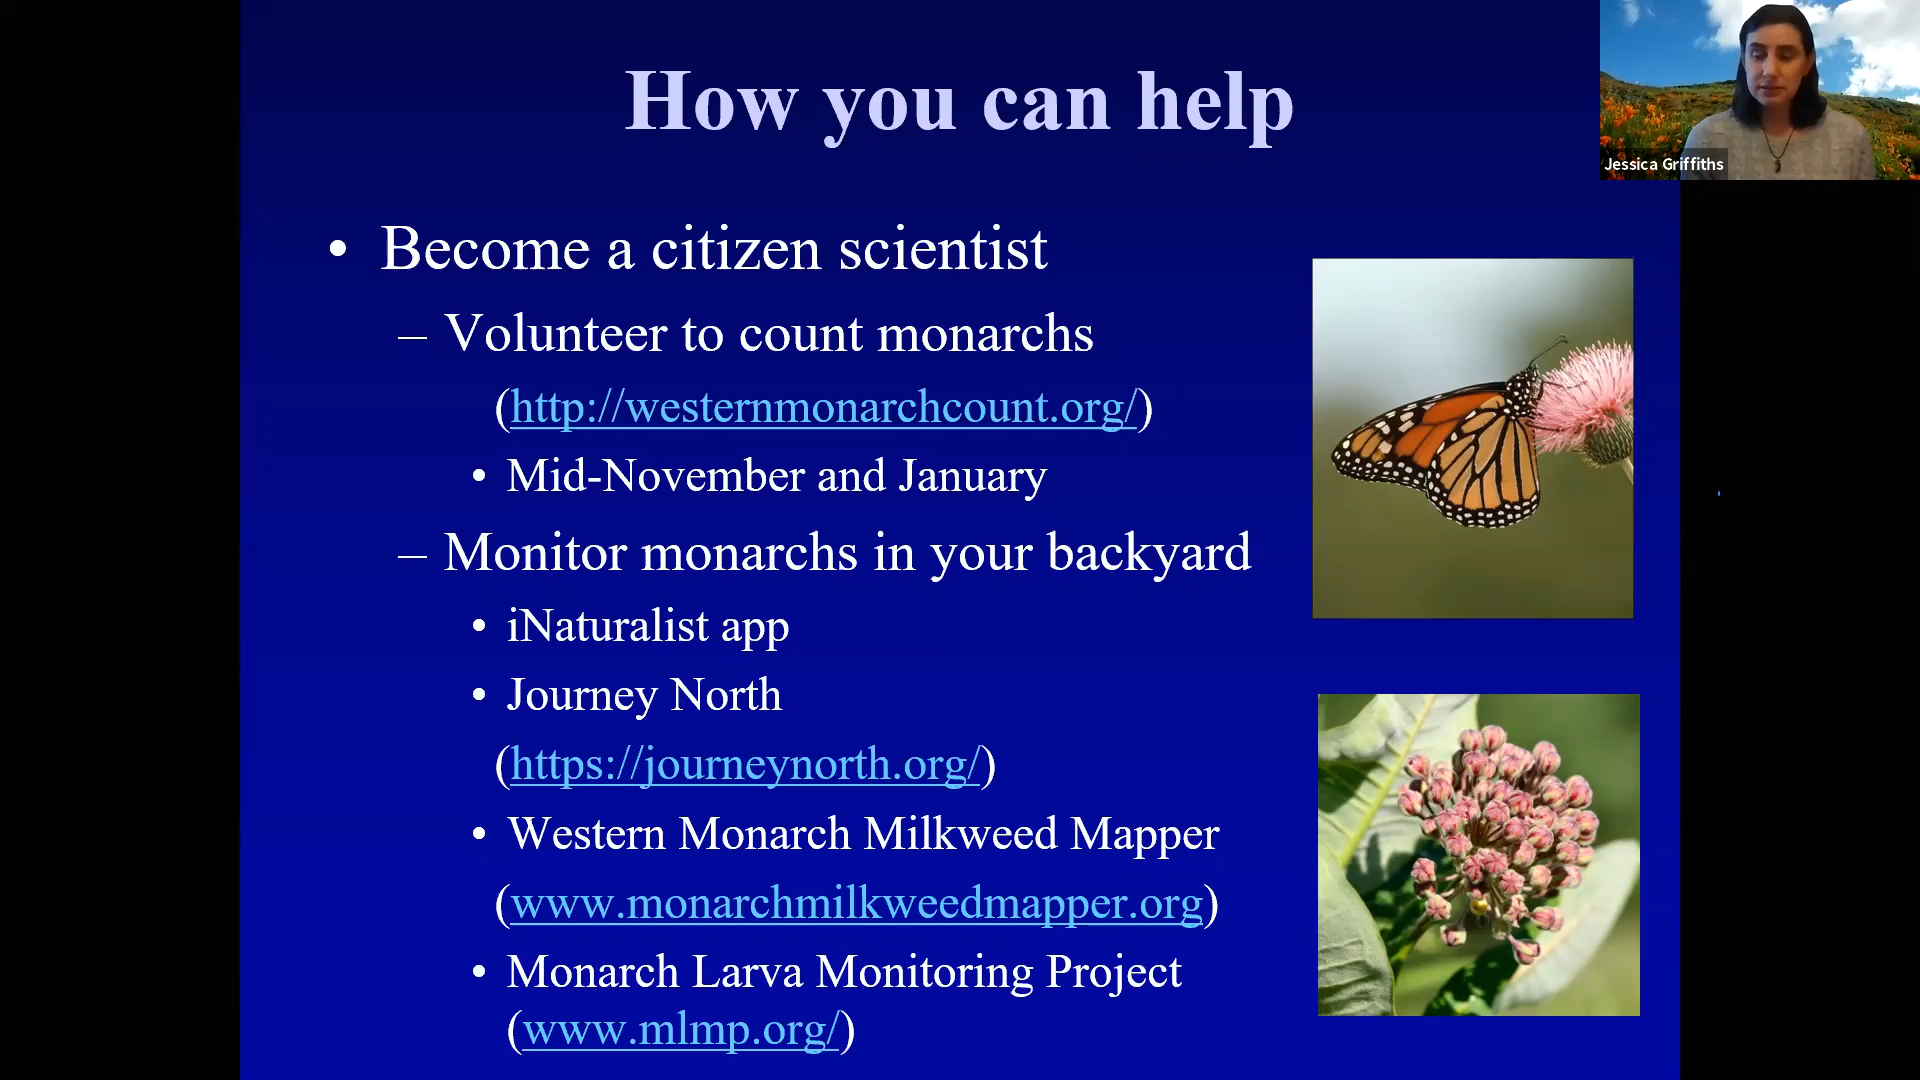 How you can help
Jessica Griffiths
• Become a citizen scientist
– Volunteer to count monarchs
(http://westernmonarchcount.org/)
• Mid-November and January
– Monitor monarchs in your backyard
• iNaturalist app
• Journey North
(https://journeynorth.org/)
• Western Monarch Milkweed Mapper
(www.monarchmilkweedmapper.org)
• Monarch Larva Monitoring Project
(www.mlmp.org/)